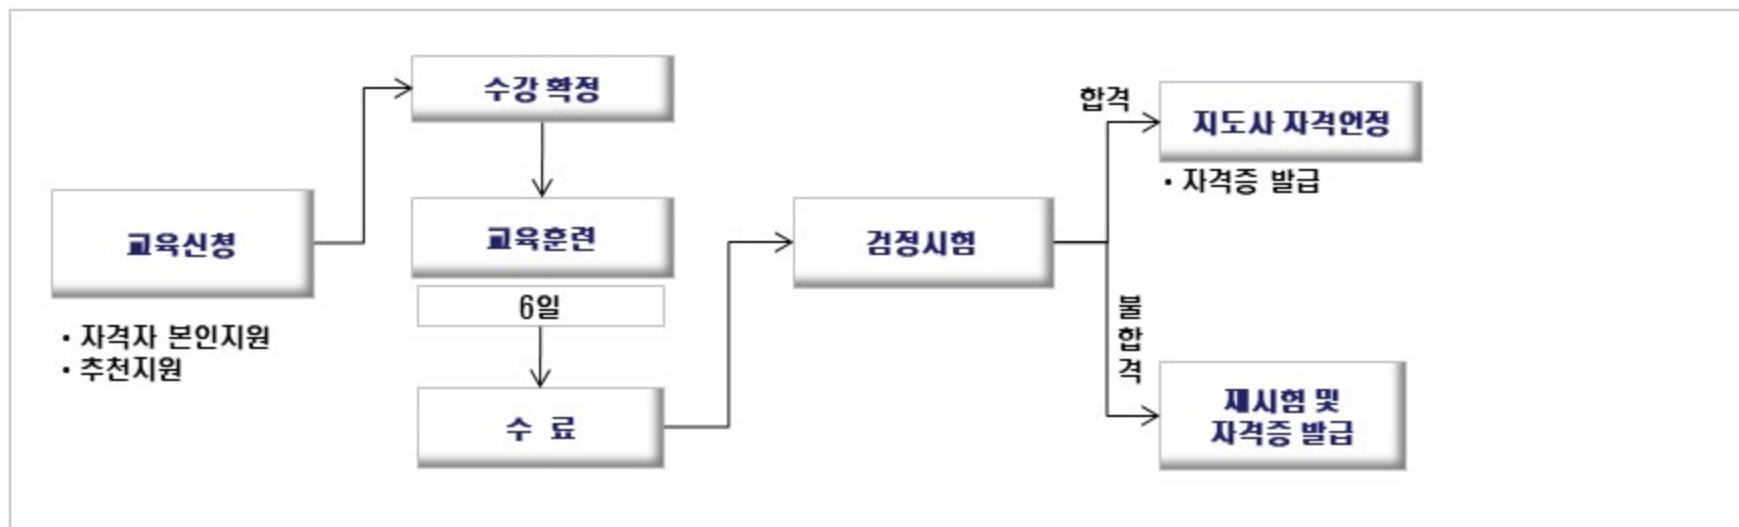 교육신청
• 자격자 본인지원
• 추천지원
수강 확정
교육훈련
6일
수 료
검정시험
합격
지도사 자격인정
• 자격증 발급
불합격
재시험 및
자격증 발급